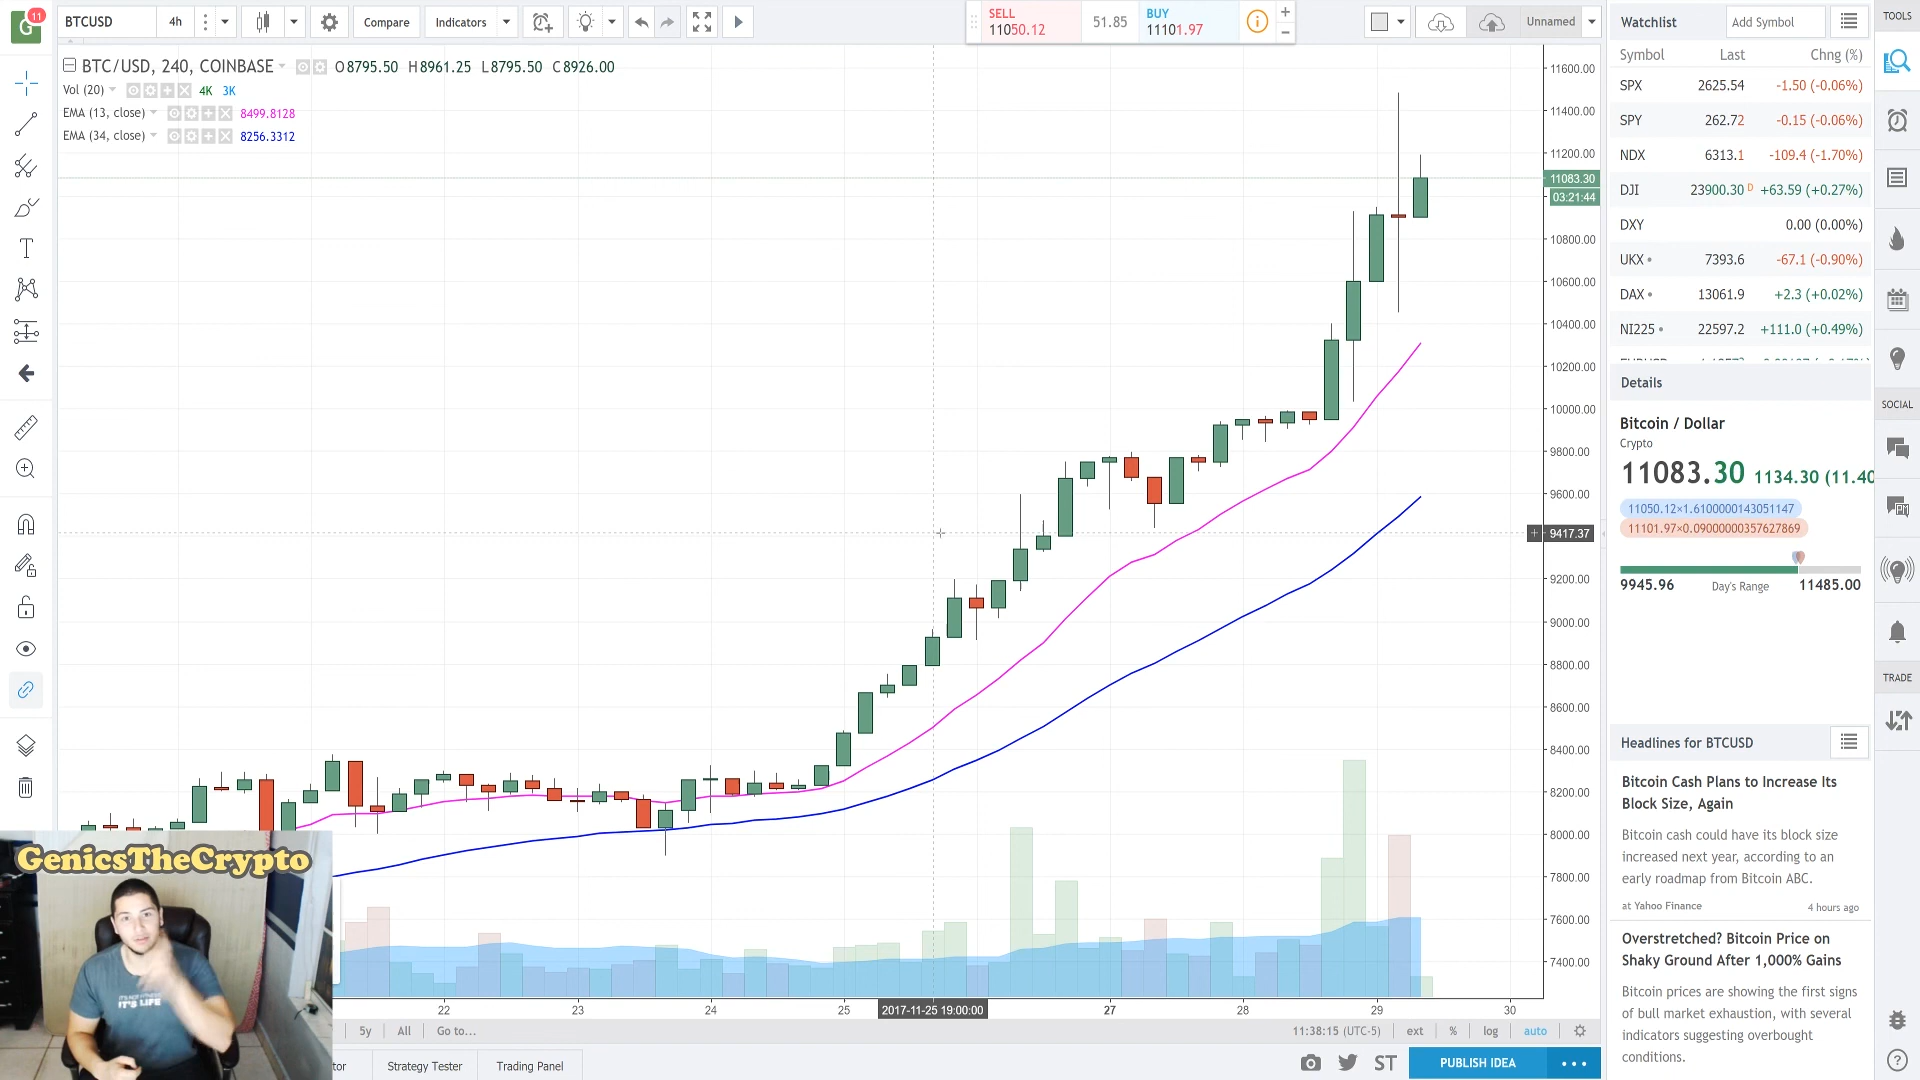 G 11 BTCUSD 4h Compare Indicators SELL 11050.12 51.85 BUY 11101.97 Unnamed
BTC/USD, 240, COINBASE O8795.50 H8961.25 L8795.50 C8926.00
Vol (20) 4K 3K
EMA (13, close) 8499.8128
EMA (34, close) 8256.3312
11600.00
11400.00
11200.00
11083.30
03:21:44
10800.00
10600.00
10400.00
10200.00
10000.00
9800.00
9600.00
9417.37
9200.00
9000.00
8800.00
8600.00
8400.00
8200.00
8000.00
7800.00
7600.00
7400.00
22 23 24 25 2017-11-25 19:00:00 27 28 29 30
5y All Go to... 11:38:15 (UTC-5) ext % log auto
tor Strategy Tester Trading Panel ST PUBLISH IDEA
GenicsTheCrypto
IT'S LIFE
Watchlist Add Symbol
Symbol Last Chng (%)
SPX 2625.54 -1.50 (-0.06%)
SPY 262.72 -0.15 (-0.06%)
NDX 6313.1 -109.4 (-1.70%)
DJI 23900.30 D +63.59 (+0.27%)
DXY 0.00 (0.00%)
UKX 7393.6 -67.1 (-0.90%)
DAX 13061.9 +2.3 (+0.02%)
NI225 22597.2 +111.0 (+0.49%)
Details
Bitcoin / Dollar
Crypto
11083.30 1134.30 (11.40
11050.12×1.6100000143051147
11101.97×0.09000000357627869
9945.96 Day's Range 11485.00
Headlines for BTCUSD
Bitcoin Cash Plans to Increase Its
Block Size, Again
Bitcoin cash could have its block size
increased next year, according to an
early roadmap from Bitcoin ABC.
at Yahoo Finance 4 hours ago
Overstretched? Bitcoin Price on
Shaky Ground After 1,000% Gains
Bitcoin prices are showing the first signs
of bull market exhaustion, with several
indicators suggesting overbought
conditions.
TOOLS
SOCIAL
TRADE